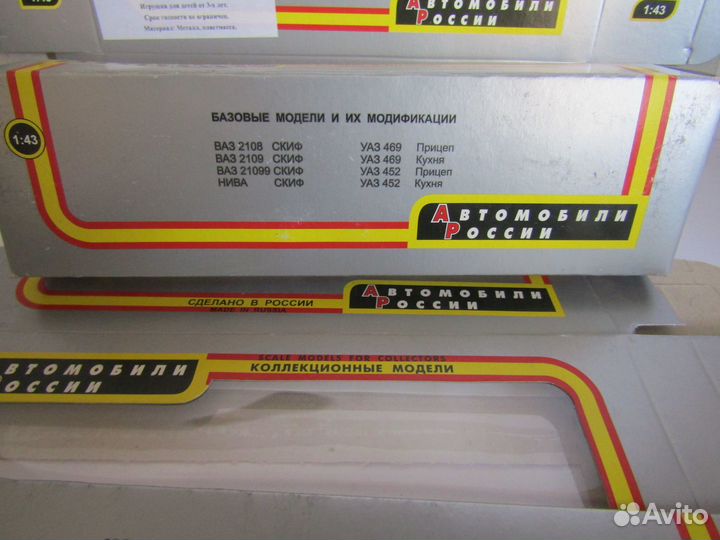 Игрушки для детей от 3-х лет.
Срок годности не ограничен.
Материал: Металл, пластмасса.
АВТОМОБИЛИ
РОССИИ
1:43
БАЗОВЫЕ МОДЕЛИ И ИХ МОДИФИКАЦИИ
1:43
ВАЗ 2108 СКИФ УАЗ 469 Прицеп
ВАЗ 2109 СКИФ УАЗ 469 Кухня
ВАЗ 21099 СКИФ УАЗ 452 Прицеп
НИВА СКИФ УАЗ 452 Кухня
АВТОМОБИЛИ
РОССИИ
СДЕЛАНО В РОССИИ
MADE IN RUSSIA
АВТОМОБИЛИ
РОССИИ
ВТОМОБИЛИ
РОССИИ
SCALE MODELS FOR COLLECTORS
КОЛЛЕКЦИОННЫЕ МОДЕЛИ
Avito